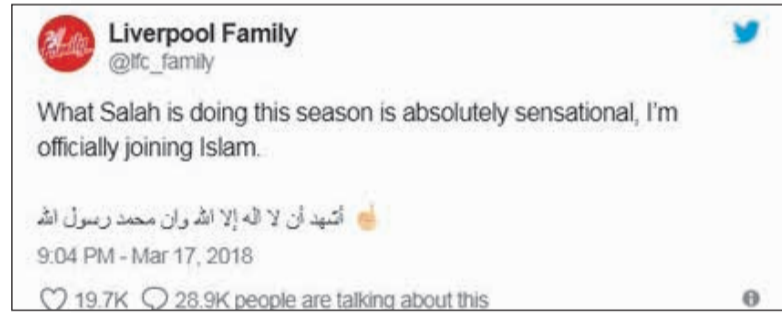 Liverpool Family
@lfc_family
What Salah is doing this season is absolutely sensational, I'm
officially joining Islam.
أشهد أن لا اله إلا الله وان محمد رسول الله
9:04 PM - Mar 17, 2018
19.7K 28.9K people are talking about this